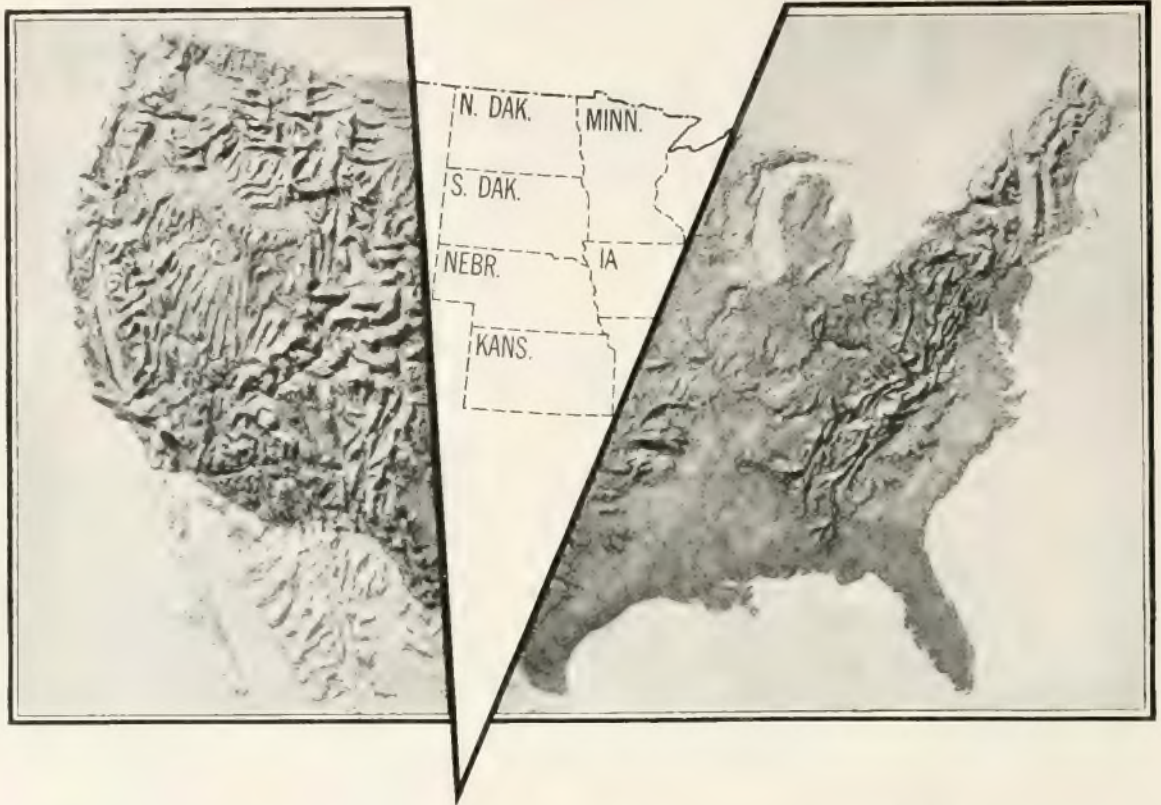 N. DAK.
MINN.
S. DAK.
NEBR.
IA
KANS.